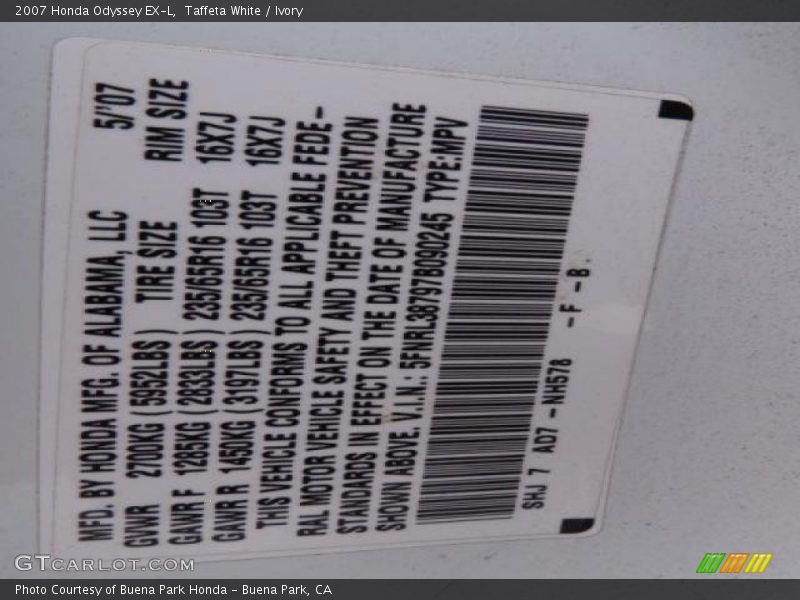 2007 Honda Odyssey EX-L, Taffeta White / Ivory
MFD. BY HONDA MFG. OF ALABAMA, LLC 5/'07
GVWR 2700KG (5952LBS) TIRE SIZE RIM SIZE
GAWR F 1285KG (2833LBS) 235/65R16 103T 16X7J
GAWR R 1450KG (3197LBS) 235/65R16 103T 16X7J
THIS VEHICLE CONFORMS TO ALL APPLICABLE FEDE-
RAL MOTOR VEHICLE SAFETY AND THEFT PREVENTION
STANDARDS IN EFFECT ON THE DATE OF MANUFACTURE
SHOWN ABOVE. V.I.N.: 5FNRL38797B090245 TYPE:MPV
SHJ 7 AD7 -NH578 -F -B.
GTCARLOT.COM
Photo Courtesy of Buena Park Honda - Buena Park, CA